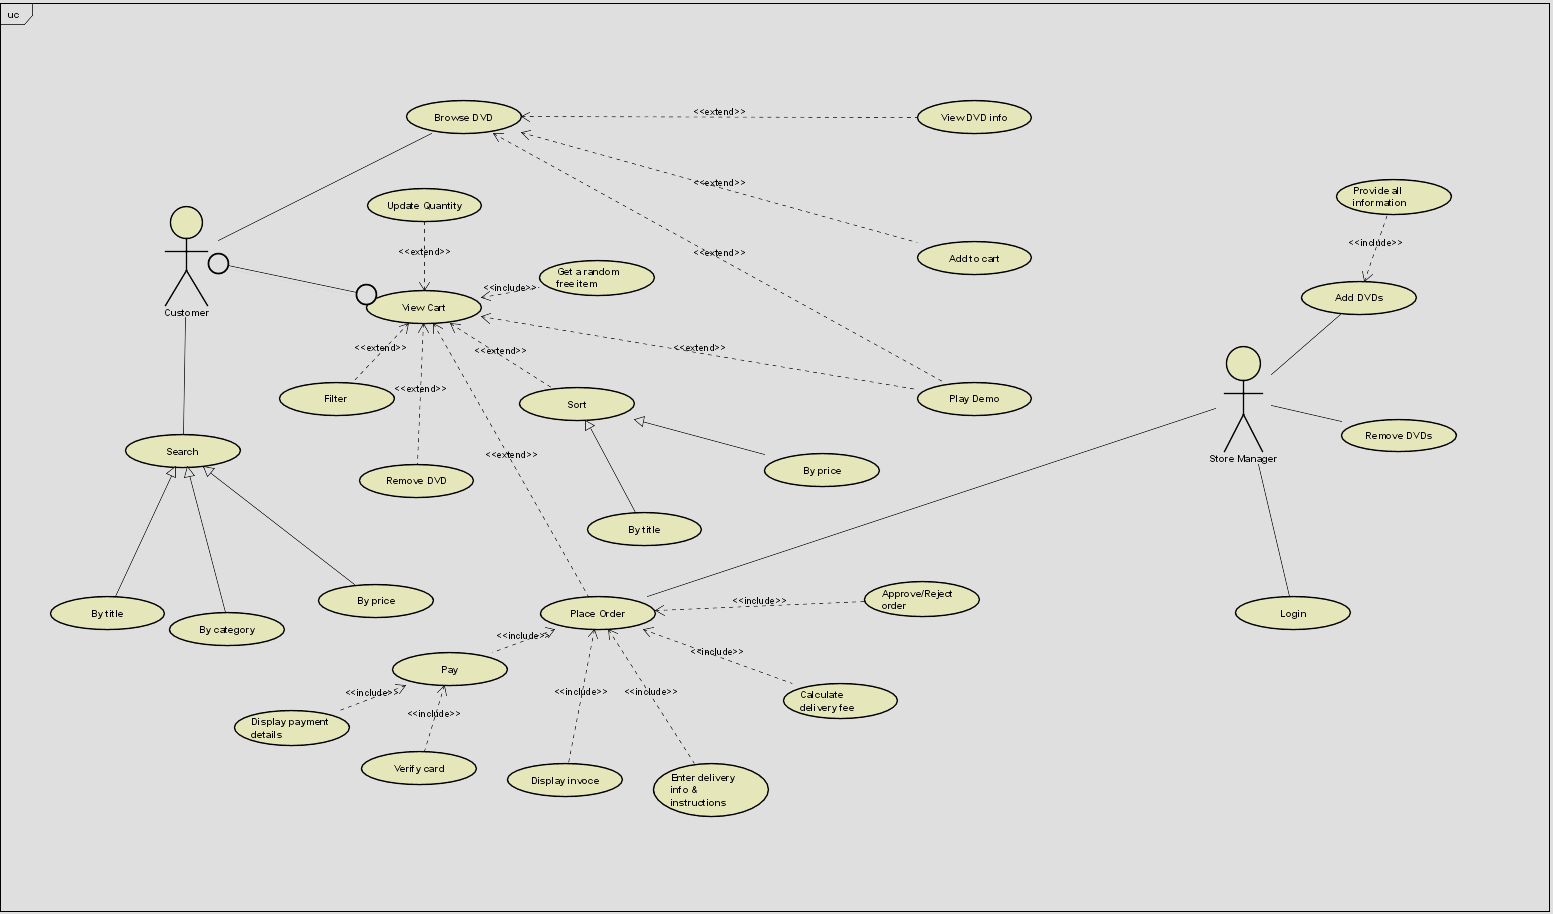 uc
Browse DVD
<<extend>>
View DVD info
<<extend>>
Provide all
information
Update Quantity
<<include>>
<<extend>>
<<extend>>
Add to cart
Get a random
free item
<<include>>
Add DVDs
View Cart
Customer
<<extend>>
<<extend>>
<<extend>>
<<extend>>
Filter
Sort
Play Demo
Remove DVDs
Search
<<extend>>
Store Manager
By price
Remove DVD
By title
By title
By category
By price
Place Order
<<include>>
Approve/Reject
order
Login
<<include>>
<<include>>
Pay
<<include>>
<<include>>
<<include>>
Calculate
delivery fee
<<include>>
Display payment
details
Verify card
Display invoce
Enter delivery
info &
instructions